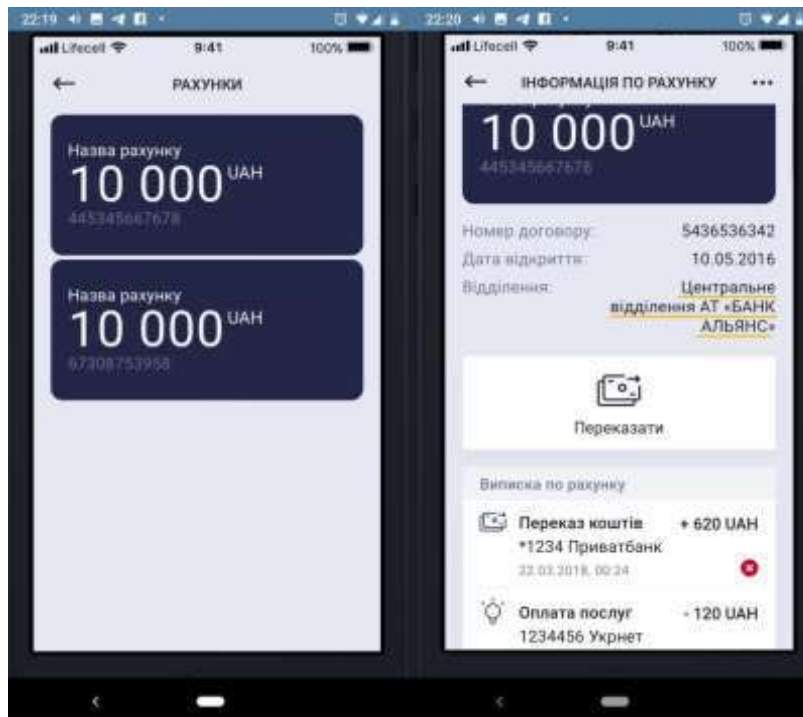 22:19
Lifecell 9:41 100%
РАХУНКИ
Назва рахунку
10 000 UAH
445345667678
Назва рахунку
10 000 UAH
67308753958
22:20
Lifecell 9:41 100%
ІНФОРМАЦІЯ ПО РАХУНКУ
10 000 UAH
445345667678
Номер договору: 5436536342
Дата відкриття: 10.05.2016
Відділення: Центральне
відділення АТ «БАНК
АЛЬЯНС»
Переказати
Виписка по рахунку
Переказ коштів + 620 UAH
*1234 Приватбанк
22.03.2018, 00:24
Оплата послуг - 120 UAH
1234456 Укрнет